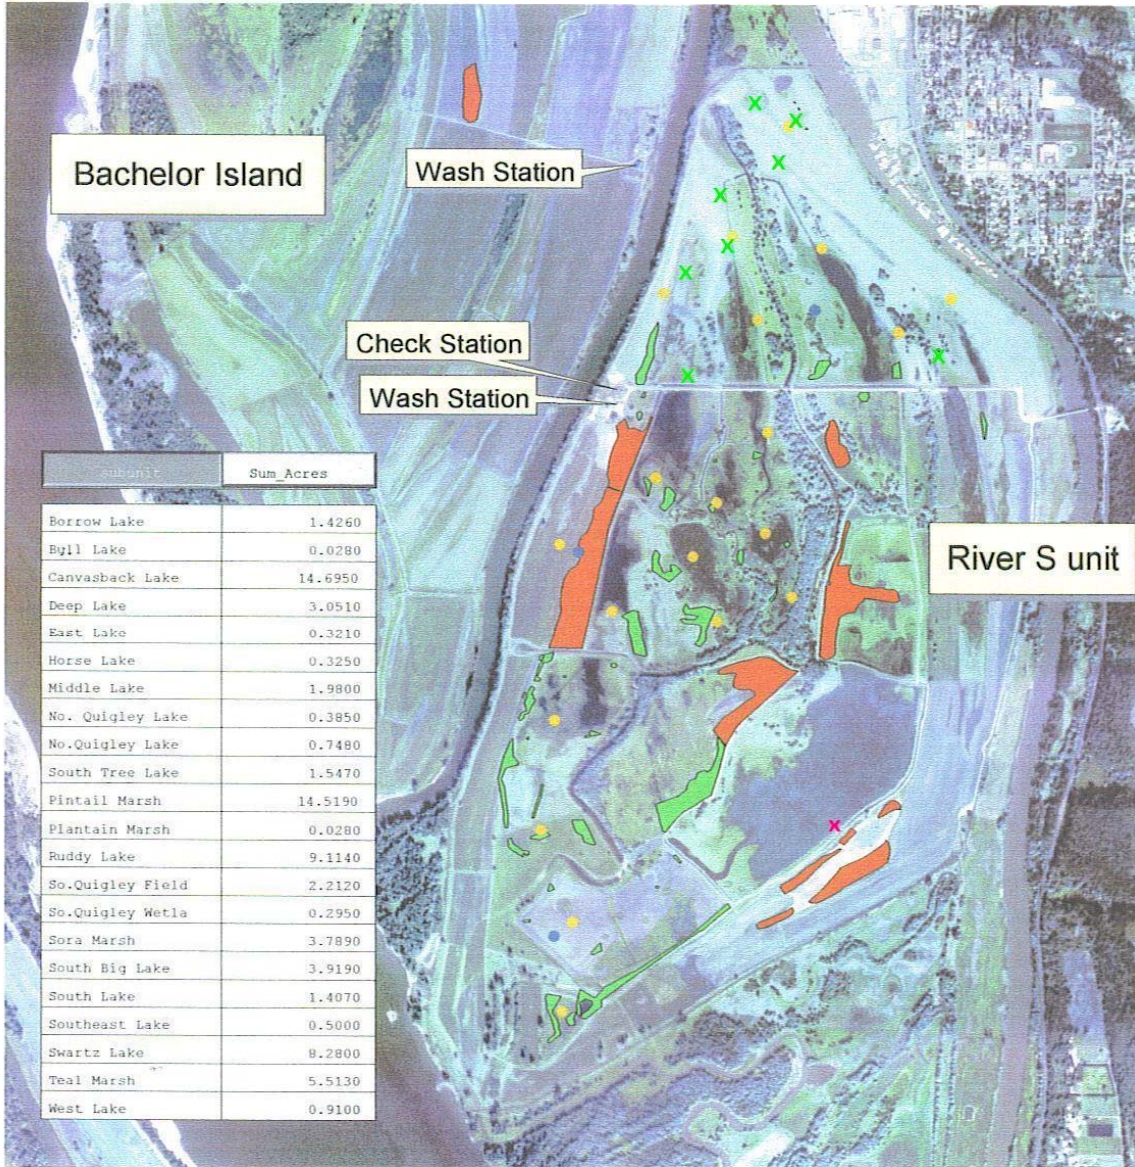 Bachelor Island
Wash Station
Check Station
Wash Station
River S unit
subunit Sum_Acres
Borrow Lake 1.4260
Bull Lake 0.0280
Canvasback Lake 14.6950
Deep Lake 3.0510
East Lake 0.3210
Horse Lake 0.3250
Middle Lake 1.9800
No. Quigley Lake 0.3850
No.Quigley Lake 0.7480
South Tree Lake 1.5470
Pintail Marsh 14.5190
Plantain Marsh 0.0280
Ruddy Lake 9.1140
So.Quigley Field 2.2120
So.Quigley Wetla 0.2950
Sora Marsh 3.7890
South Big Lake 3.9190
South Lake 1.4070
Southeast Lake 0.5000
Swartz Lake 8.2800
Teal Marsh 5.5130
West Lake 0.9100
X
X
X
X
X
X
X
X
X